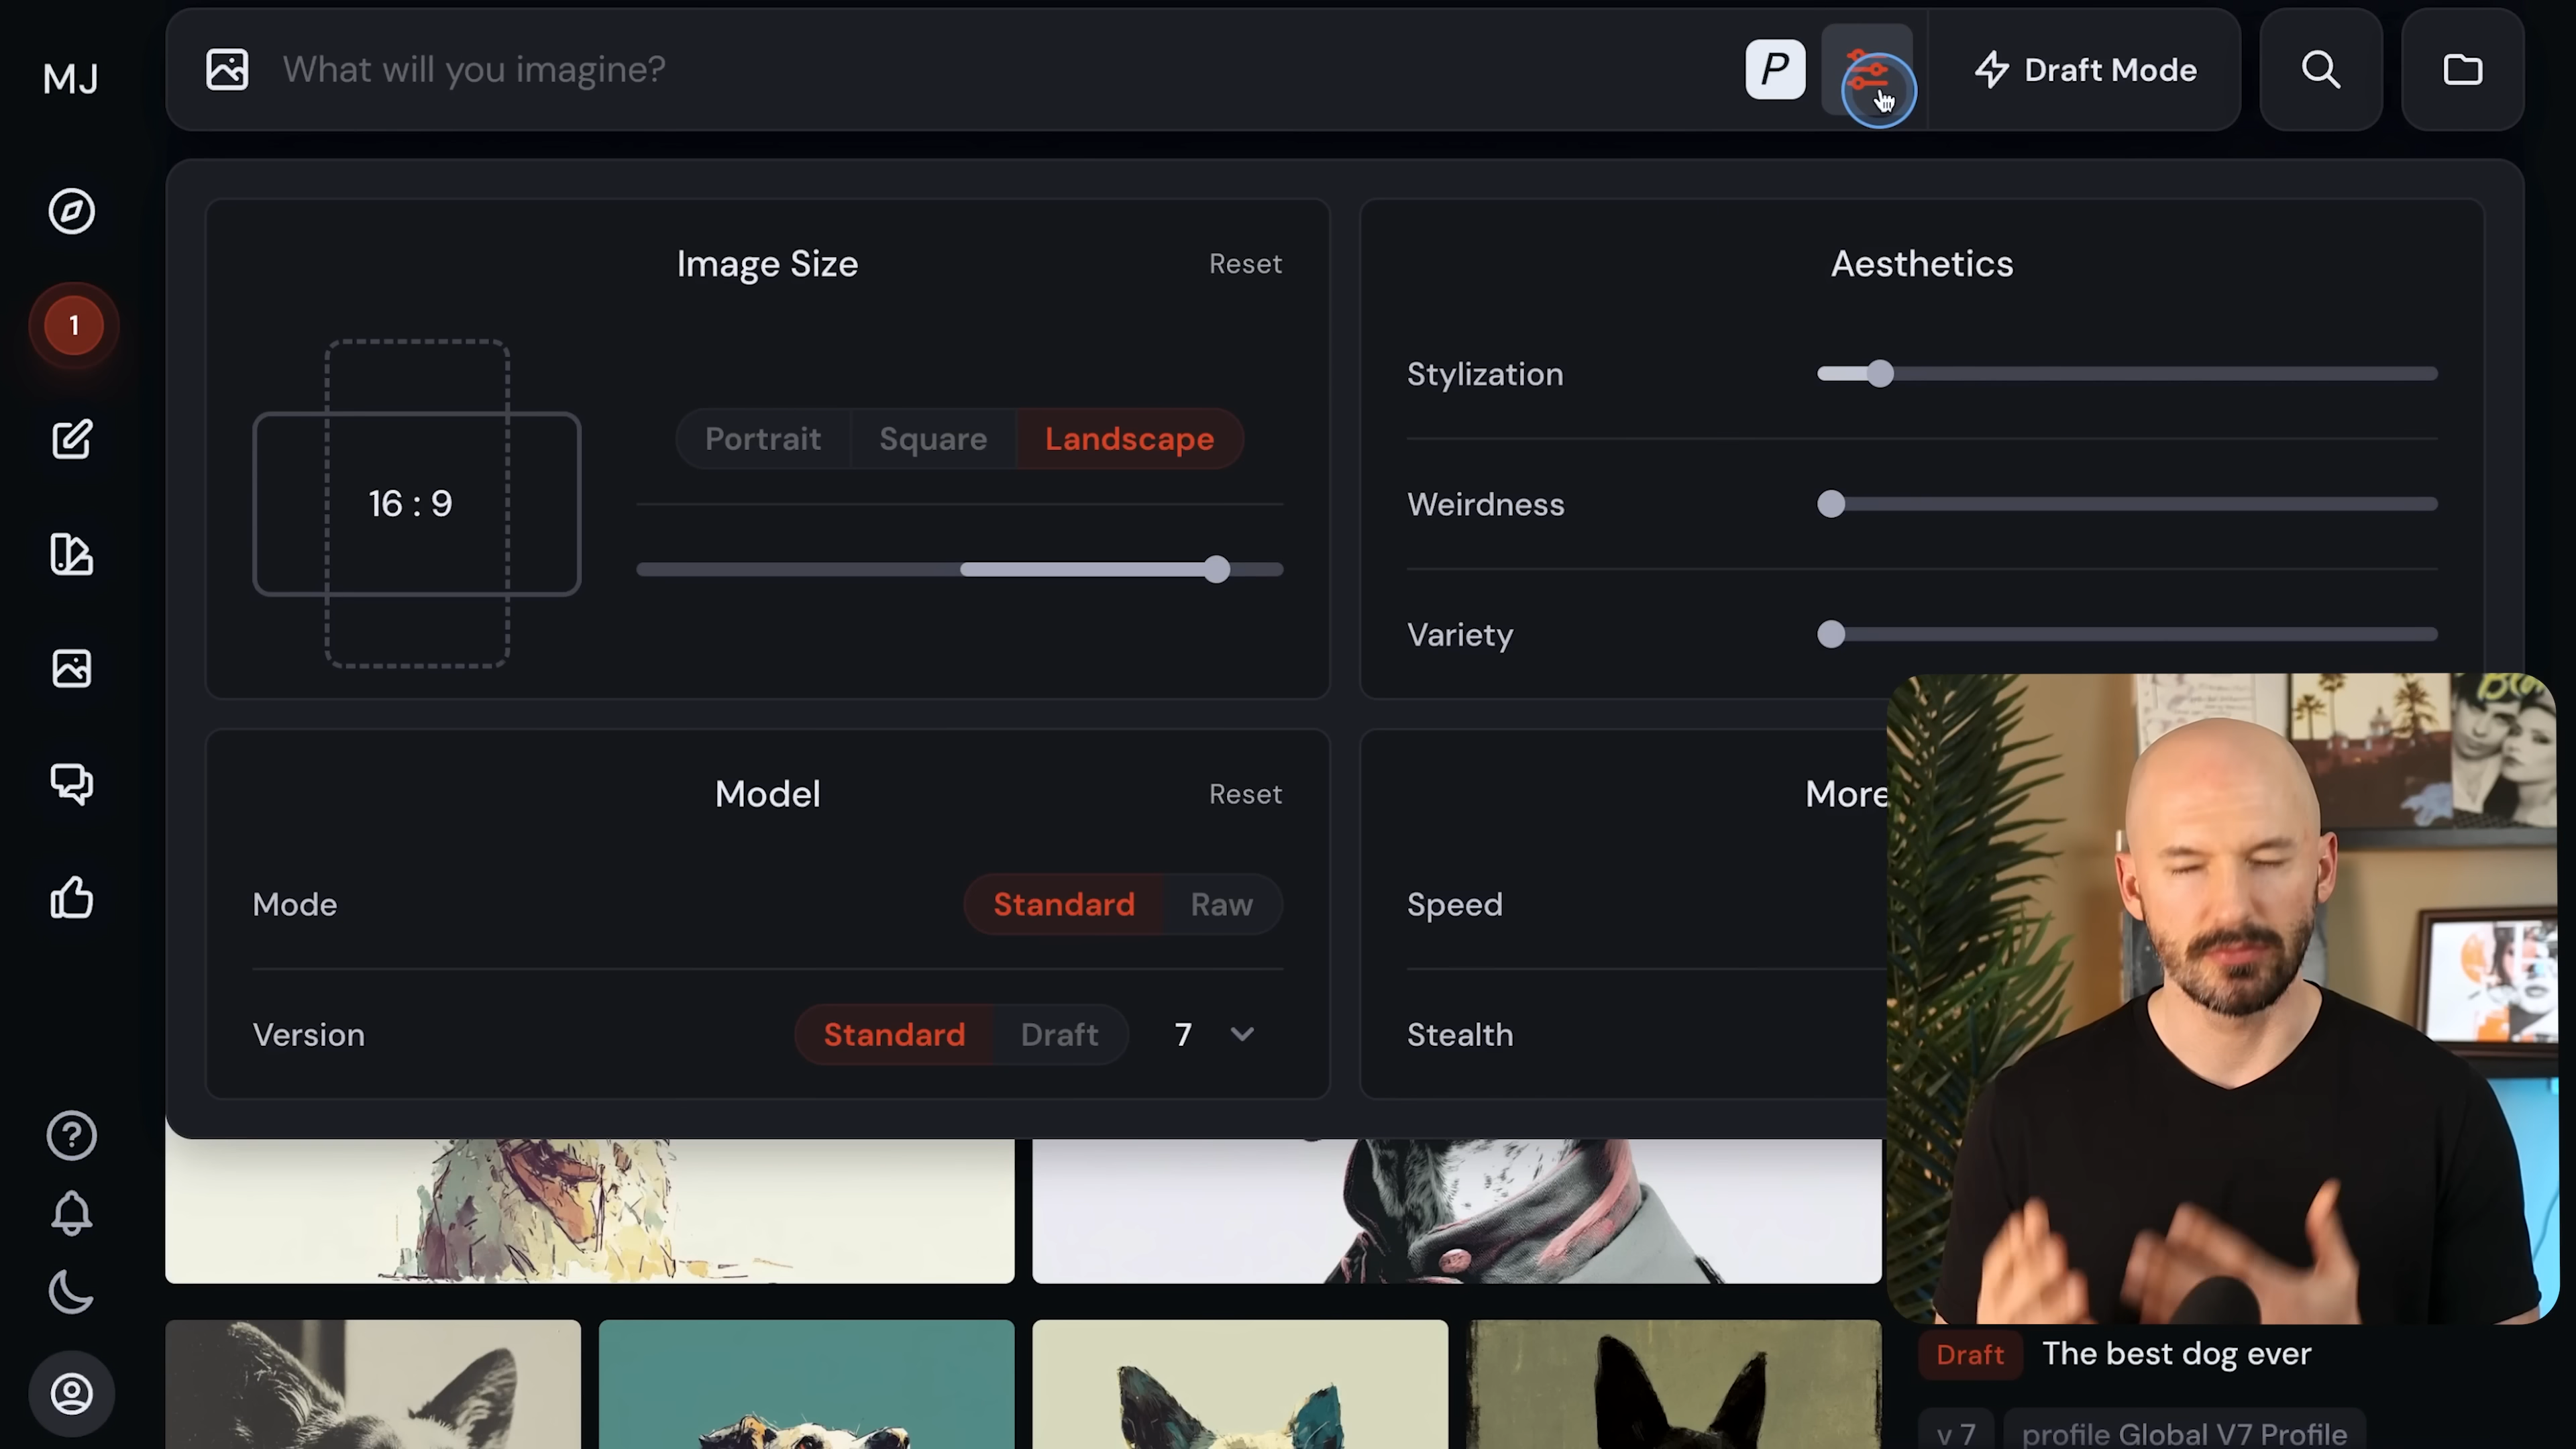 MJ
What will you imagine?
P
Draft Mode
1
Image Size
Reset
Aesthetics
Portrait
Square
Landscape
16 : 9
Stylization
Weirdness
Variety
Model
Reset
More
Mode
Standard
Raw
Speed
Version
Standard
Draft
7
Stealth
Draft
The best dog ever
v 7
profile Global V7 Profile